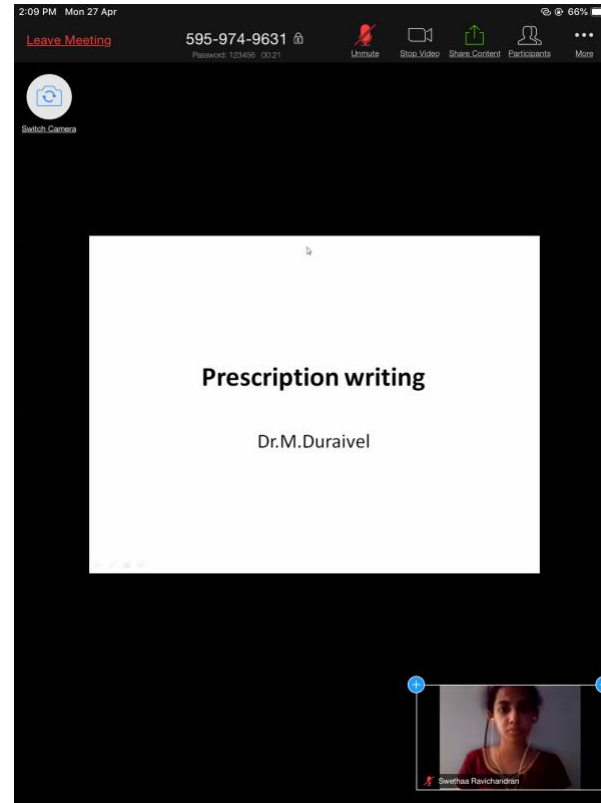 2:09 PM Mon 27 Apr
66%
Leave Meeting
595-974-9631
Password: 123456 00:21
Unmute
Stop Video
Share Content
Participants
More
Switch Camera
Prescription writing
Dr.M.Duraivel
Swethaa Ravichandran